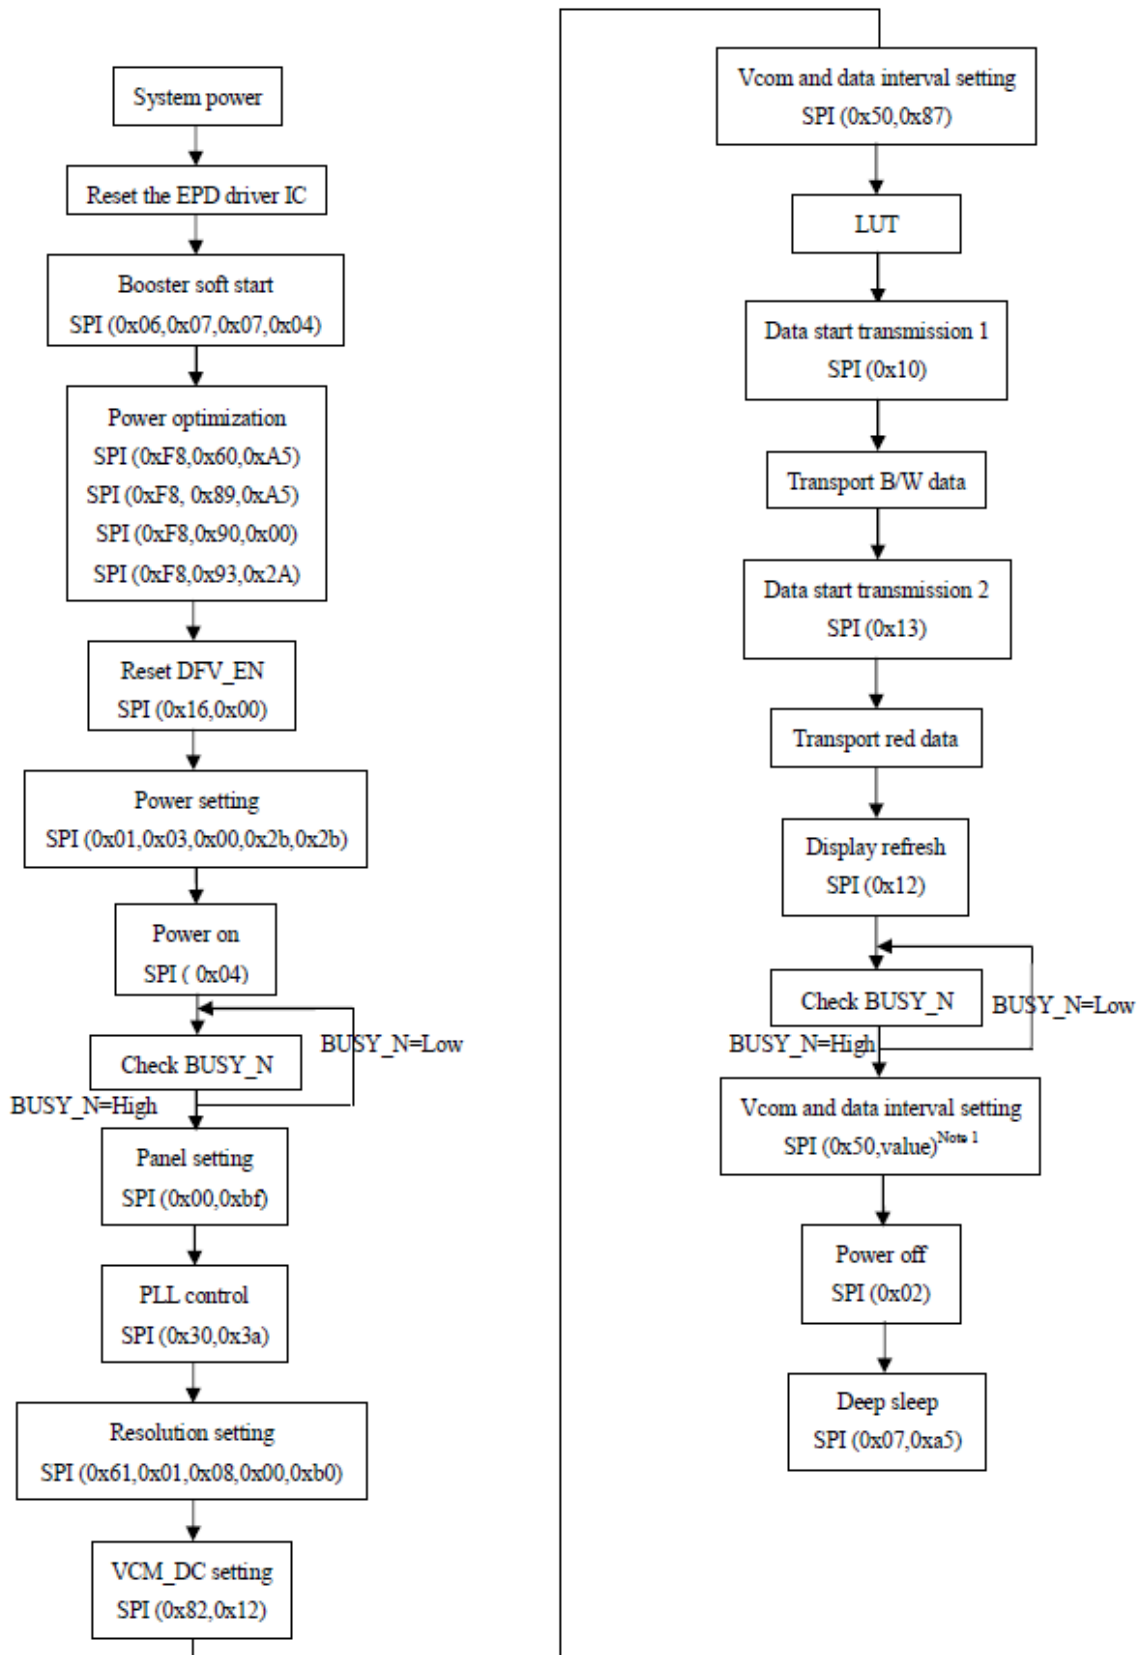 System power
Reset the EPD driver IC
Booster soft start
SPI (0x06,0x07,0x07,0x04)
Power optimization
SPI (0xF8,0x60,0xA5)
SPI (0xF8, 0x89,0xA5)
SPI (0xF8,0x90,0x00)
SPI (0xF8,0x93,0x2A)
Reset DFV_EN
SPI (0x16,0x00)
Power setting
SPI (0x01,0x03,0x00,0x2b,0x2b)
Power on
SPI ( 0x04)
Check BUSY_N
BUSY_N=Low
BUSY_N=High
Panel setting
SPI (0x00,0xbf)
PLL control
SPI (0x30,0x3a)
Resolution setting
SPI (0x61,0x01,0x08,0x00,0xb0)
VCM_DC setting
SPI (0x82,0x12)
Vcom and data interval setting
SPI (0x50,0x87)
LUT
Data start transmission 1
SPI (0x10)
Transport B/W data
Data start transmission 2
SPI (0x13)
Transport red data
Display refresh
SPI (0x12)
Check BUSY_N
BUSY_N=Low
BUSY_N=High
Vcom and data interval setting
SPI (0x50,value)Note 1
Power off
SPI (0x02)
Deep sleep
SPI (0x07,0xa5)